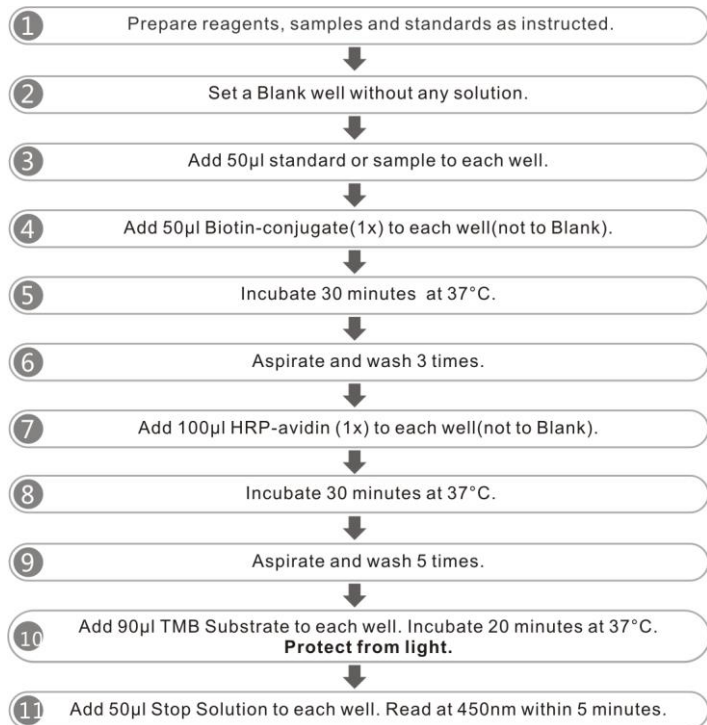 1 Prepare reagents, samples and standards as instructed.
2 Set a Blank well without any solution.
3 Add 50μl standard or sample to each well.
4 Add 50μl Biotin-conjugate(1x) to each well(not to Blank).
5 Incubate 30 minutes at 37°C.
6 Aspirate and wash 3 times.
7 Add 100μl HRP-avidin (1x) to each well(not to Blank).
8 Incubate 30 minutes at 37°C.
9 Aspirate and wash 5 times.
10 Add 90μl TMB Substrate to each well. Incubate 20 minutes at 37°C.
Protect from light.
11 Add 50μl Stop Solution to each well. Read at 450nm within 5 minutes.